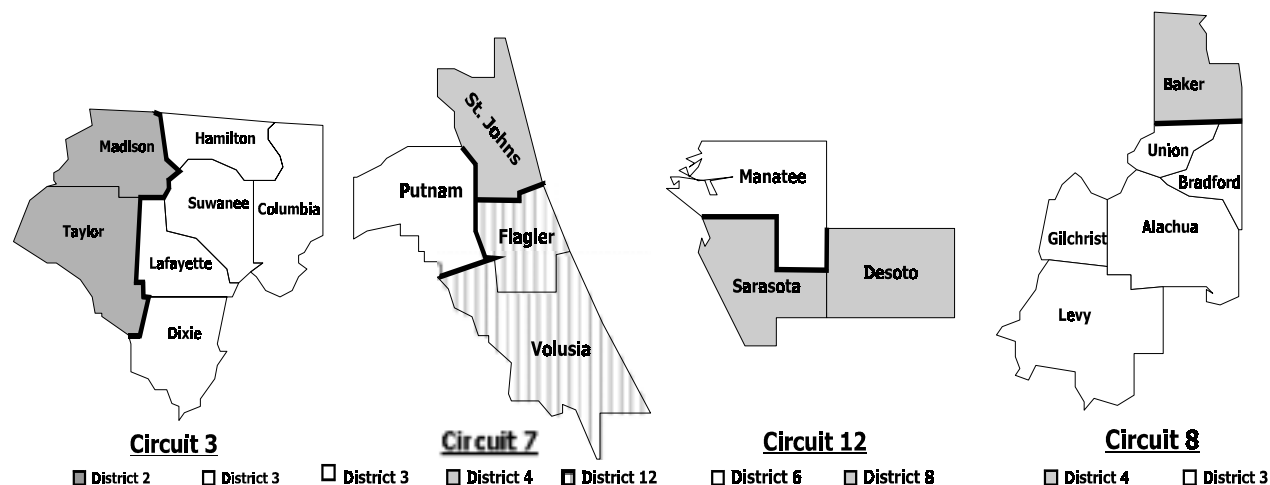 Madison
Hamilton
Taylor
Suwanee
Columbia
Lafayette
Dixie
Circuit 3
District 2
District 3
St. Johns
Putnam
Flagler
Volusia
Circuit 7
District 3
District 4
District 12
Manatee
Sarasota
Desoto
Circuit 12
District 6
District 8
Baker
Union
Bradford
Gilchrist
Alachua
Levy
Circuit 8
District 4
District 3